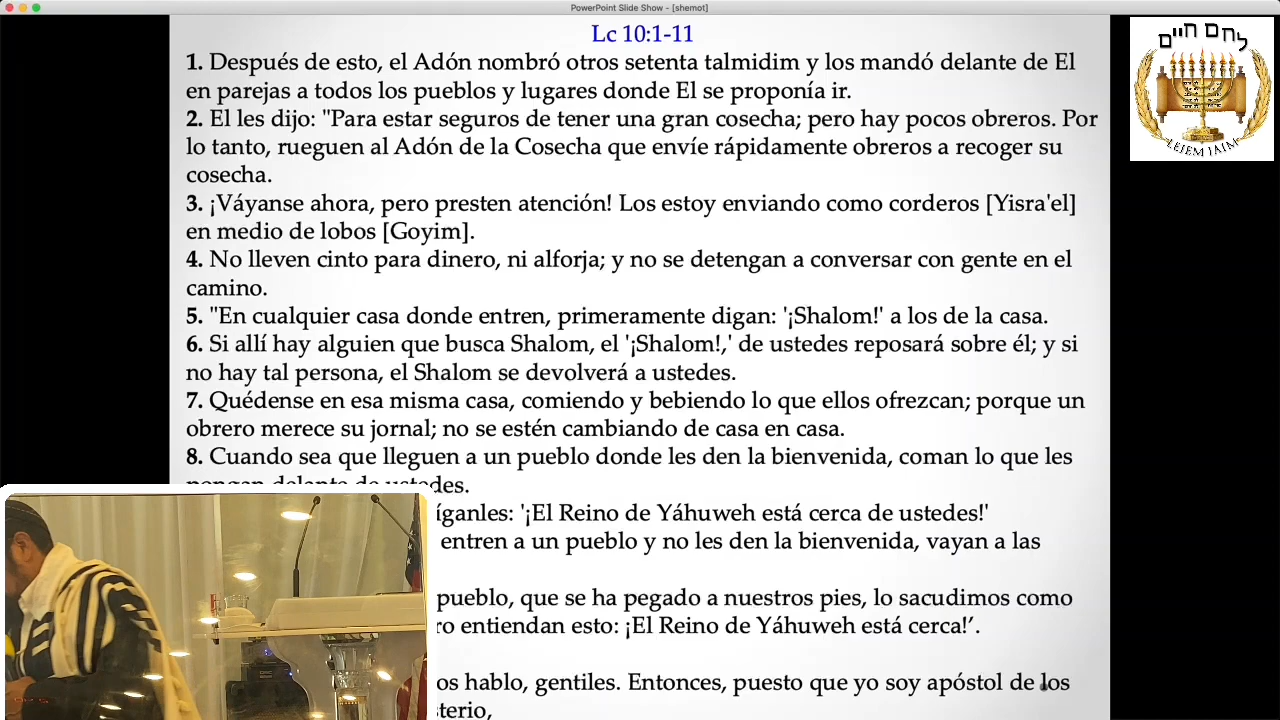 PowerPoint Slide Show - [shemot]
Lc 10:1-11
1. Después de esto, el Adón nombró otros setenta talmidim y los mandó delante de El
en parejas a todos los pueblos y lugares donde El se proponía ir.
2. El les dijo: "Para estar seguros de tener una gran cosecha; pero hay pocos obreros. Por
lo tanto, rueguen al Adón de la Cosecha que envíe rápidamente obreros a recoger su
cosecha.
3. ¡Váyanse ahora, pero presten atención! Los estoy enviando como corderos [Yisra'el]
en medio de lobos [Goyim].
4. No lleven cinto para dinero, ni alforja; y no se detengan a conversar con gente en el
camino.
5. "En cualquier casa donde entren, primeramente digan: '¡Shalom!' a los de la casa.
6. Si allí hay alguien que busca Shalom, el '¡Shalom!,' de ustedes reposará sobre él; y si
no hay tal persona, el Shalom se devolverá a ustedes.
7. Quédense en esa misma casa, comiendo y bebiendo lo que ellos ofrezcan; porque un
obrero merece su jornal; no se estén cambiando de casa en casa.
8. Cuando sea que lleguen a un pueblo donde les den la bienvenida, coman lo que les
pongan delante de ustedes.
íganles: '¡El Reino de Yáhuweh está cerca de ustedes!'
entren a un pueblo y no les den la bienvenida, vayan a las
pueblo, que se ha pegado a nuestros pies, lo sacudimos como
ro entiendan esto: ¡El Reino de Yáhuweh está cerca!’.
os hablo, gentiles. Entonces, puesto que yo soy apóstol de los
sterio,
לחם חיים
LEJEM JAIM